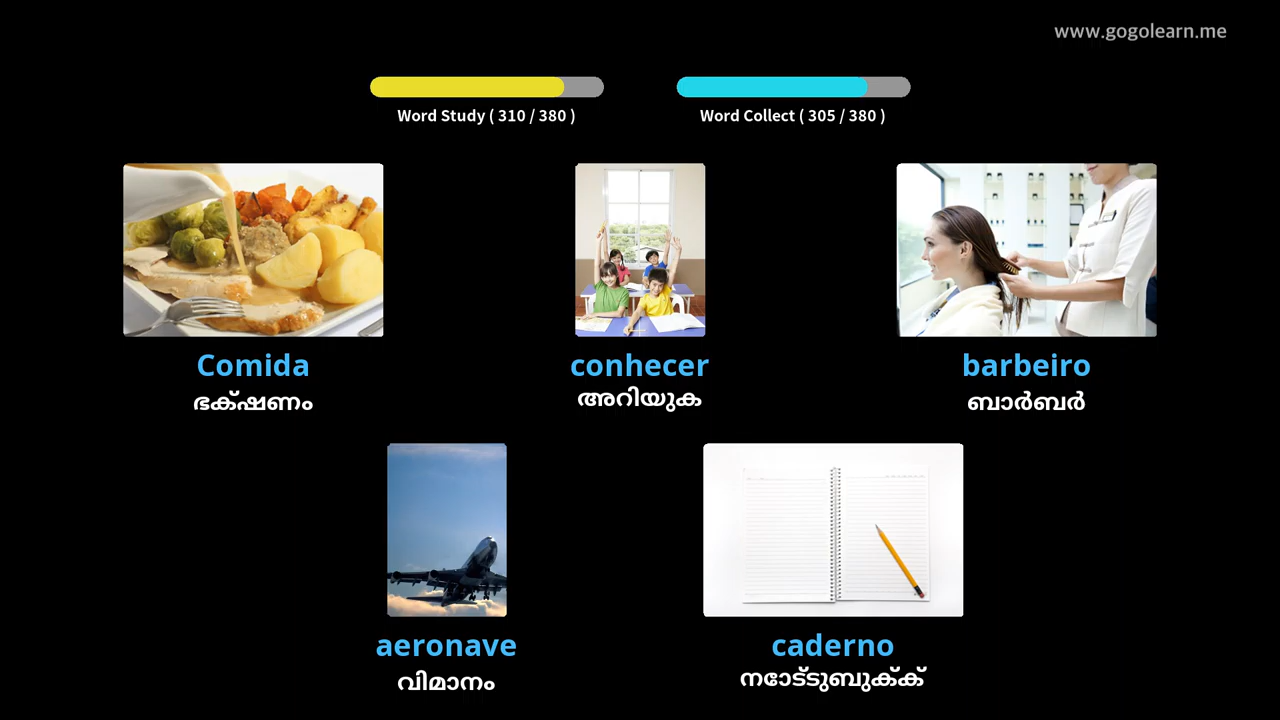 www.gogolearn.me
Word Study ( 310 / 380 )
Word Collect ( 305 / 380 )
Comida
conhecer
barbeiro
ഭക്ഷണം
അറിയുക
ബാർബർ
aeronave
caderno
വിമാനം
നോട്ടുബുക്ക്